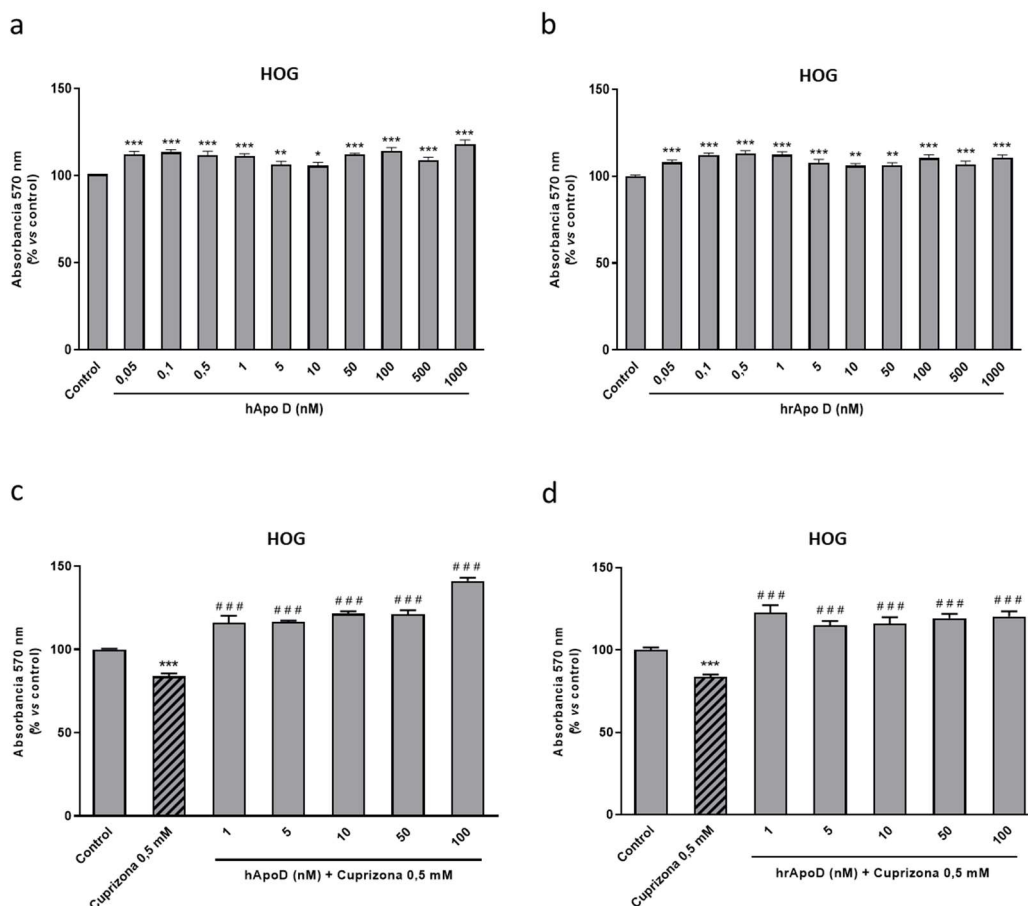 a
HOG
150
100
50
0
Absorbancia 570 nm
(% vs control)
*** *** *** *** ** * *** *** *** ***
Control 0,05 0,1 0,5 1 5 10 50 100 500 1000
hApo D (nM)
b
HOG
150
100
50
0
Absorbancia 570 nm
(% vs control)
*** *** *** *** *** ** ** *** *** ***
Control 0,05 0,1 0,5 1 5 10 50 100 500 1000
hrApo D (nM)
c
HOG
150
100
50
0
Absorbancia 570 nm
(% vs control)
*** ### ### ### ### ###
Control Cuprizona 0,5 mM 1 5 10 50 100
hApoD (nM) + Cuprizona 0,5 mM
d
HOG
150
100
50
0
Absorbancia 570 nm
(% vs control)
*** ### ### ### ### ###
Control Cuprizona 0,5 mM 1 5 10 50 100
hrApoD (nM) + Cuprizona 0,5 mM